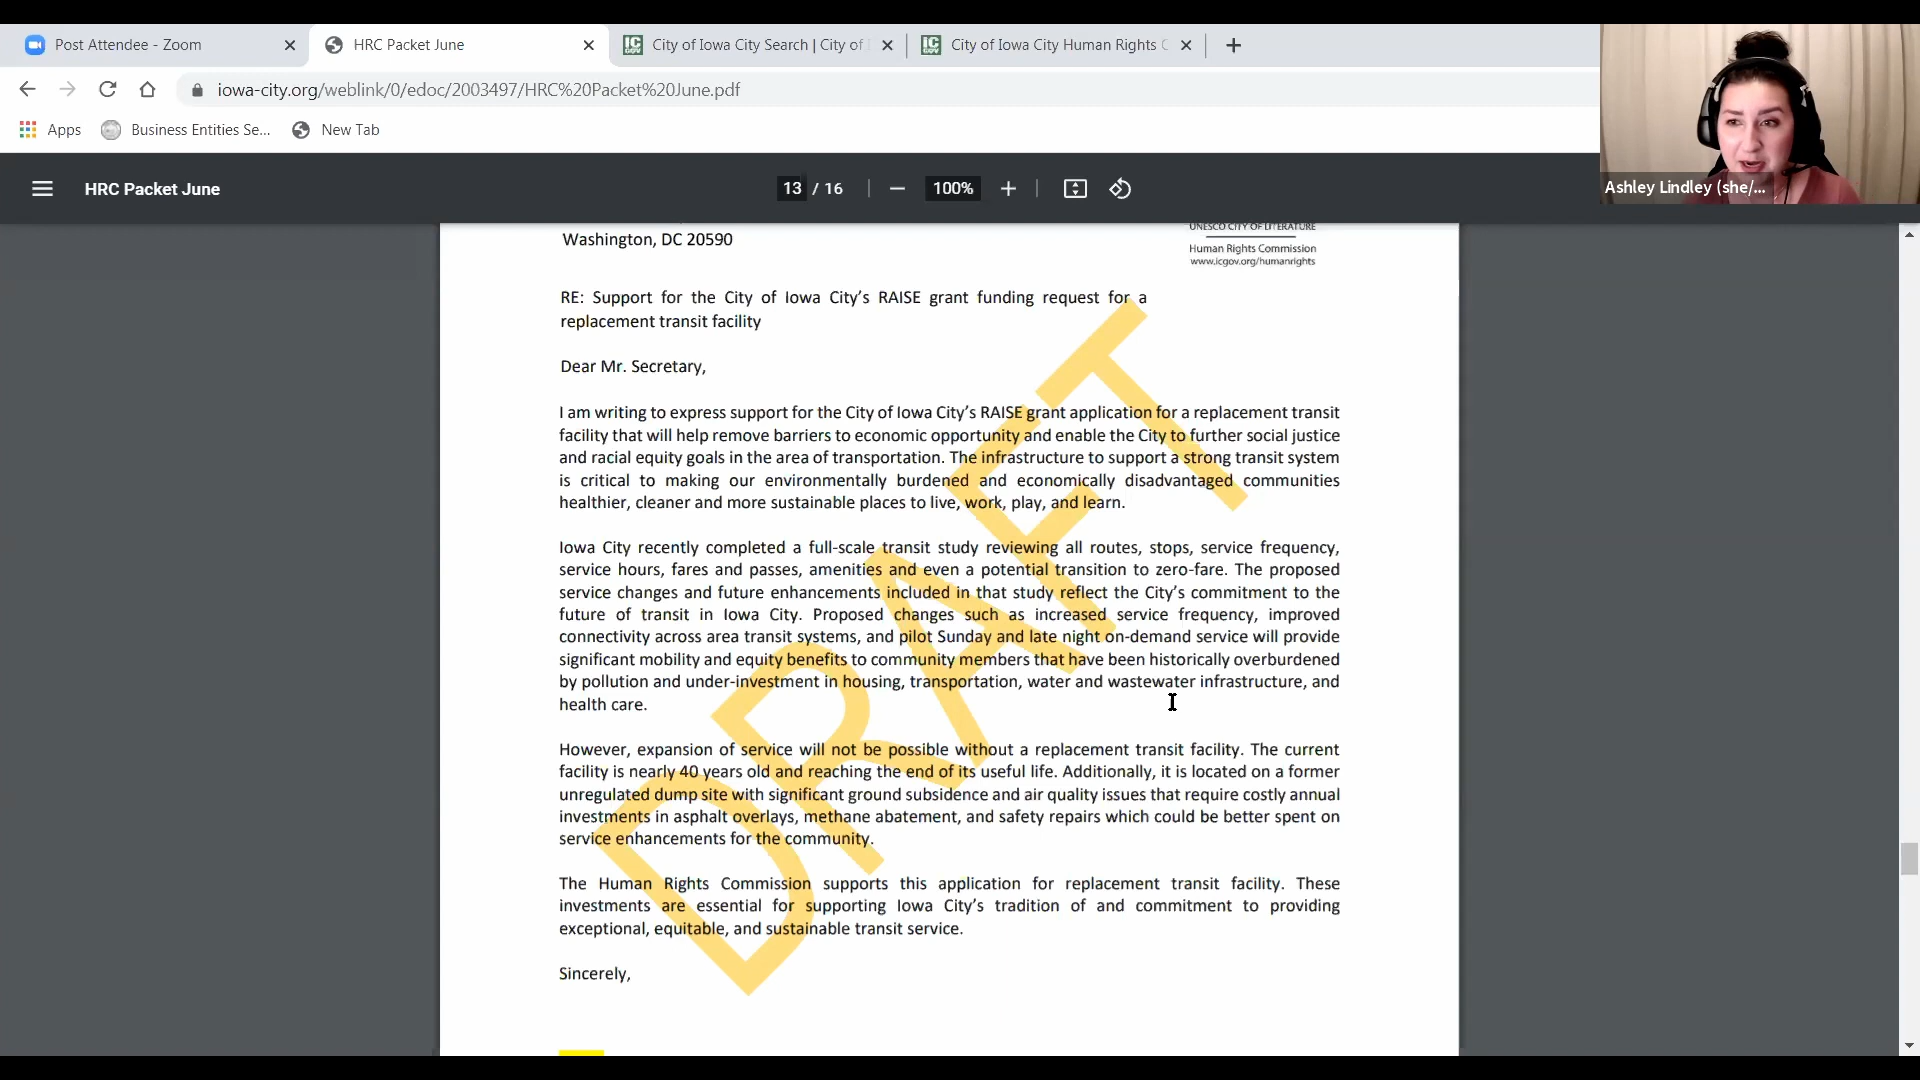 Post Attendee - Zoom
HRC Packet June
City of Iowa City Search | City of
City of Iowa City Human Rights C
iowa-city.org/weblink/0/edoc/2003497/HRC%20Packet%20June.pdf
Apps
Business Entities Se...
New Tab
Ashley Lindley (she/...
HRC Packet June
13 / 16
100%
UNESCO CITY OF LITERATURE
Human Rights Commission
www.icgov.org/humanrights
Washington, DC 20590
RE: Support for the City of Iowa City's RAISE grant funding request for a
replacement transit facility
Dear Mr. Secretary,
I am writing to express support for the City of Iowa City's RAISE grant application for a replacement transit
facility that will help remove barriers to economic opportunity and enable the City to further social justice
and racial equity goals in the area of transportation. The infrastructure to support a strong transit system
is critical to making our environmentally burdened and economically disadvantaged communities
healthier, cleaner and more sustainable places to live, work, play, and learn.
Iowa City recently completed a full-scale transit study reviewing all routes, stops, service frequency,
service hours, fares and passes, amenities and even a potential transition to zero-fare. The proposed
service changes and future enhancements included in that study reflect the City's commitment to the
future of transit in Iowa City. Proposed changes such as increased service frequency, improved
connectivity across area transit systems, and pilot Sunday and late night on-demand service will provide
significant mobility and equity benefits to community members that have been historically overburdened
by pollution and under-investment in housing, transportation, water and wastewater infrastructure, and
health care.
However, expansion of service will not be possible without a replacement transit facility. The current
facility is nearly 40 years old and reaching the end of its useful life. Additionally, it is located on a former
unregulated dump site with significant ground subsidence and air quality issues that require costly annual
investments in asphalt overlays, methane abatement, and safety repairs which could be better spent on
service enhancements for the community.
The Human Rights Commission supports this application for replacement transit facility. These
investments are essential for supporting Iowa City's tradition of and commitment to providing
exceptional, equitable, and sustainable transit service.
Sincerely,
DRAFT